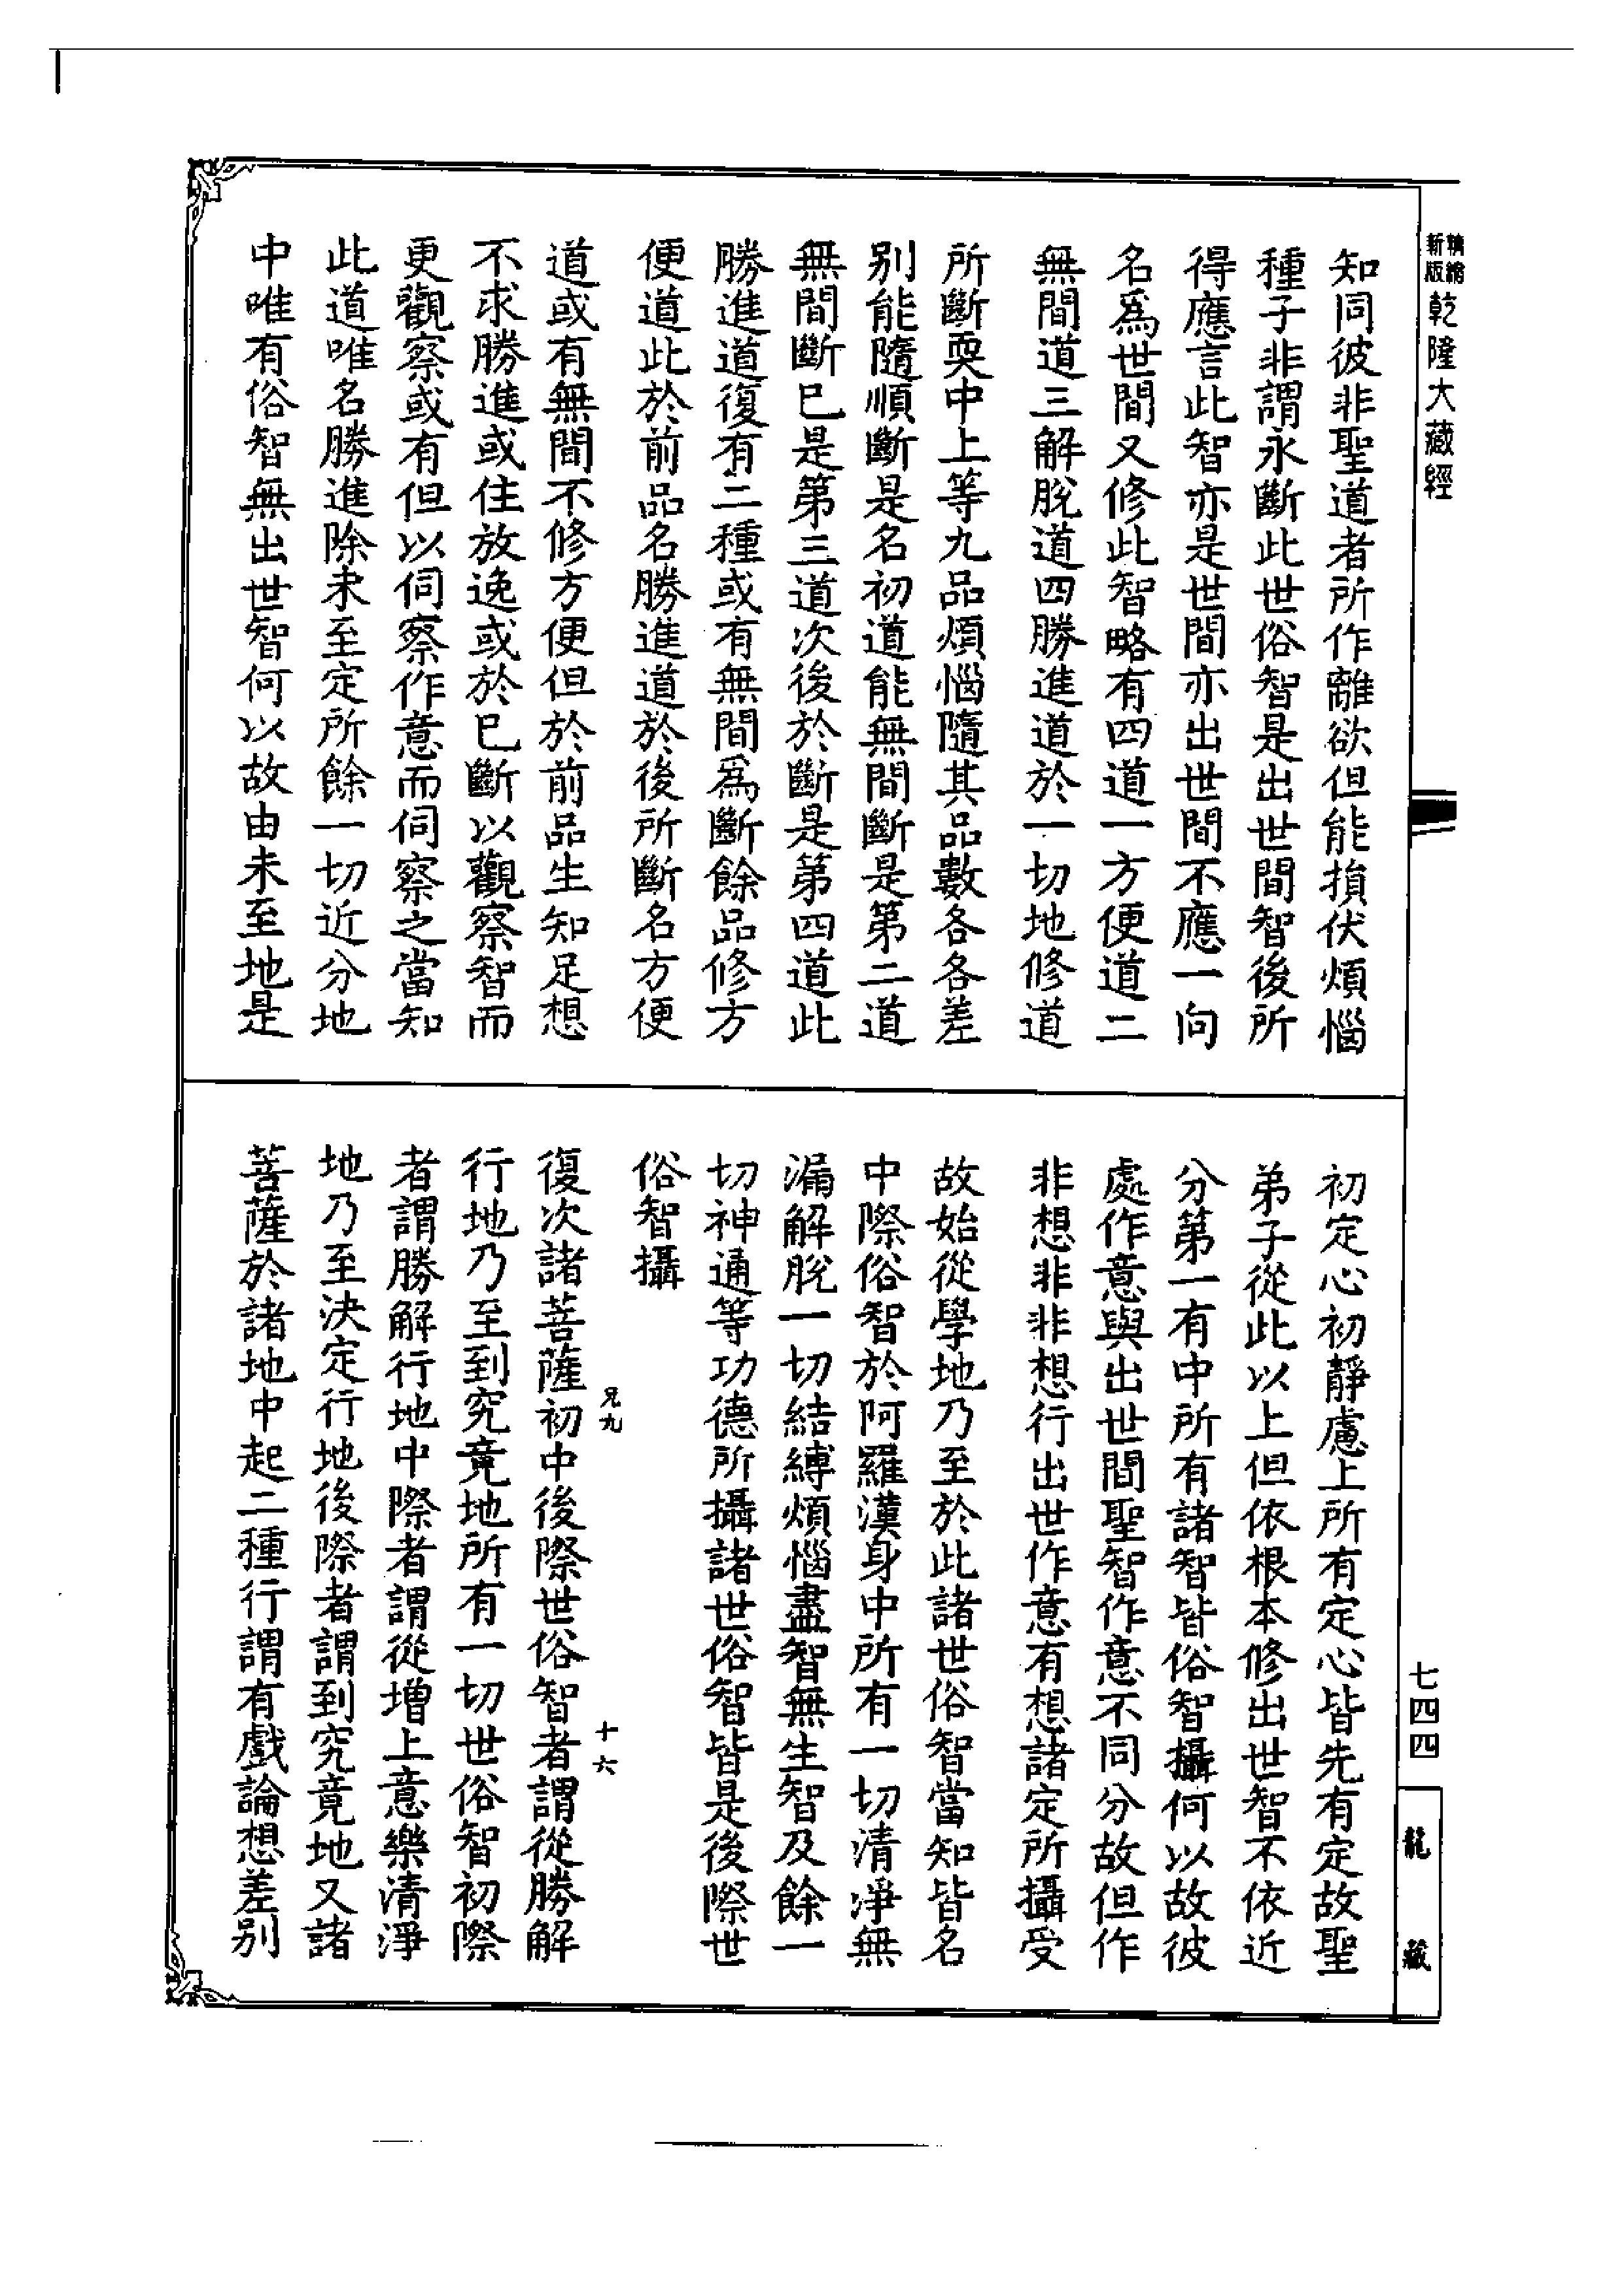 精繪
新版
乾隆大藏經
知同彼非聖道者所作離欲但能損伏煩惱
種子非謂永斷此世俗智是出世間智後所
得應言此智亦是世間亦出世間不應一向
名爲世間又修此智略有四道一方便道二
無間道三解脫道四勝進道於一切地修道
所斷耎中上等九品煩惱隨其品數各各差
别能隨順斷是名初道能無間斷是第二道
無間斷巳是第三道次後於斷是第四道此
勝進道復有二種或有無間爲斷餘品修方
便道此於前品名勝進道於後所斷名方便
道或有無間不修方便但於前品生知足想
不求勝進或住放逸或於巳斷以觀察智而
更觀察或有但以伺察作意而伺察之當知
此道唯名勝進除未至定所餘一切近分地
中唯有俗智無出世智何以故由未至地是
初定心初靜慮上所有定心皆先有定故聖
弟子從此以上但依根本修出世智不依近
分第一有中所有諸智皆俗智攝何以故彼
處作意與出世間聖智作意不同分故但作
非想非非想行出世作意有想諸定所攝受
故始從學地乃至於此諸世俗智當知皆名
中際俗智於阿羅漢身中所有一切清淨無
漏解脫一切結縛煩惱盡智無生智及餘一
切神通等功德所攝諸世俗智皆是後際世
俗智攝
兄九
十六
復次諸菩薩初中後際世俗智者謂從勝解
行地乃至到究竟地所有一切世俗智初際
者謂勝解行地中際者謂從增上意樂清淨
地乃至決定行地後際者謂到究竟地又諸
菩薩於諸地中起二種行謂有戲論想差别
七四四
龍藏